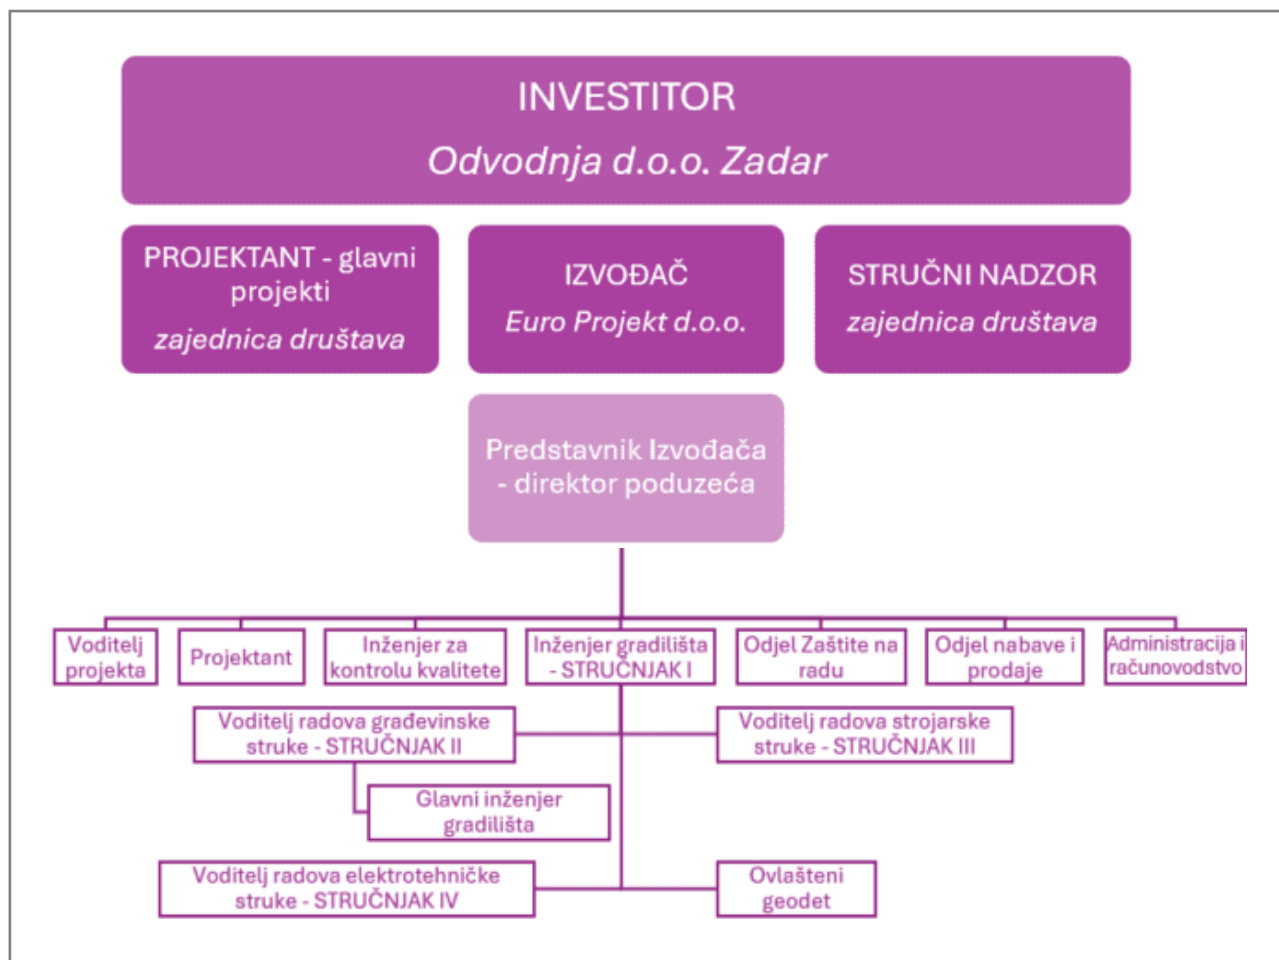 INVESTITOR
Odvodnja d.o.o. Zadar
PROJEKTANT - glavni
projekti
zajednica društava
IZVOĐAČ
Euro Projekt d.o.o.
STRUČNI NADZOR
zajednica društava
Predstavnik Izvođača
- direktor poduzeća
Voditelj
projekta
Projektant
Inženjer za
kontrolu kvalitete
Inženjer gradilišta
- STRUČNJAK I
Odjel Zaštite na
radu
Odjel nabave i
prodaje
Administracija i
računovodstvo
Voditelj radova građevinske
struke - STRUČNJAK II
Voditelj radova strojarske
struke - STRUČNJAK III
Glavni inženjer
gradilišta
Voditelj radova elektrotehničke
struke - STRUČNJAK IV
Ovlašteni
geodet